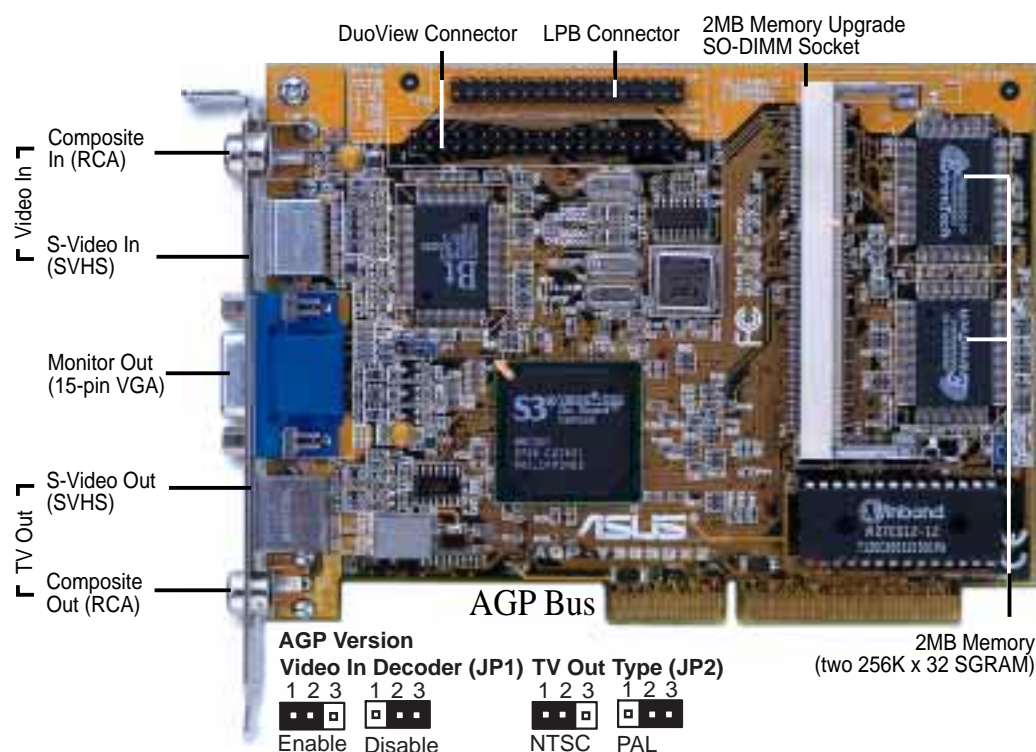 DuoView Connector
LPB Connector
2MB Memory Upgrade
SO-DIMM Socket
Video In
Composite
In (RCA)
S-Video In
(SVHS)
Monitor Out
(15-pin VGA)
TV Out
S-Video Out
(SVHS)
Composite
Out (RCA)
Bt
S3
FC
ASUS
Winbond
AGP Bus
2MB Memory
(two 256K x 32 SGRAM)
AGP Version
Video In Decoder (JP1)
1 2 3
Enable
1 2 3
Disable
TV Out Type (JP2)
1 2 3
NTSC
1 2 3
PAL